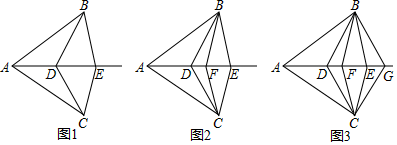 B B B
A D E A D F E A D F E G
C C C
图1 图2 图3